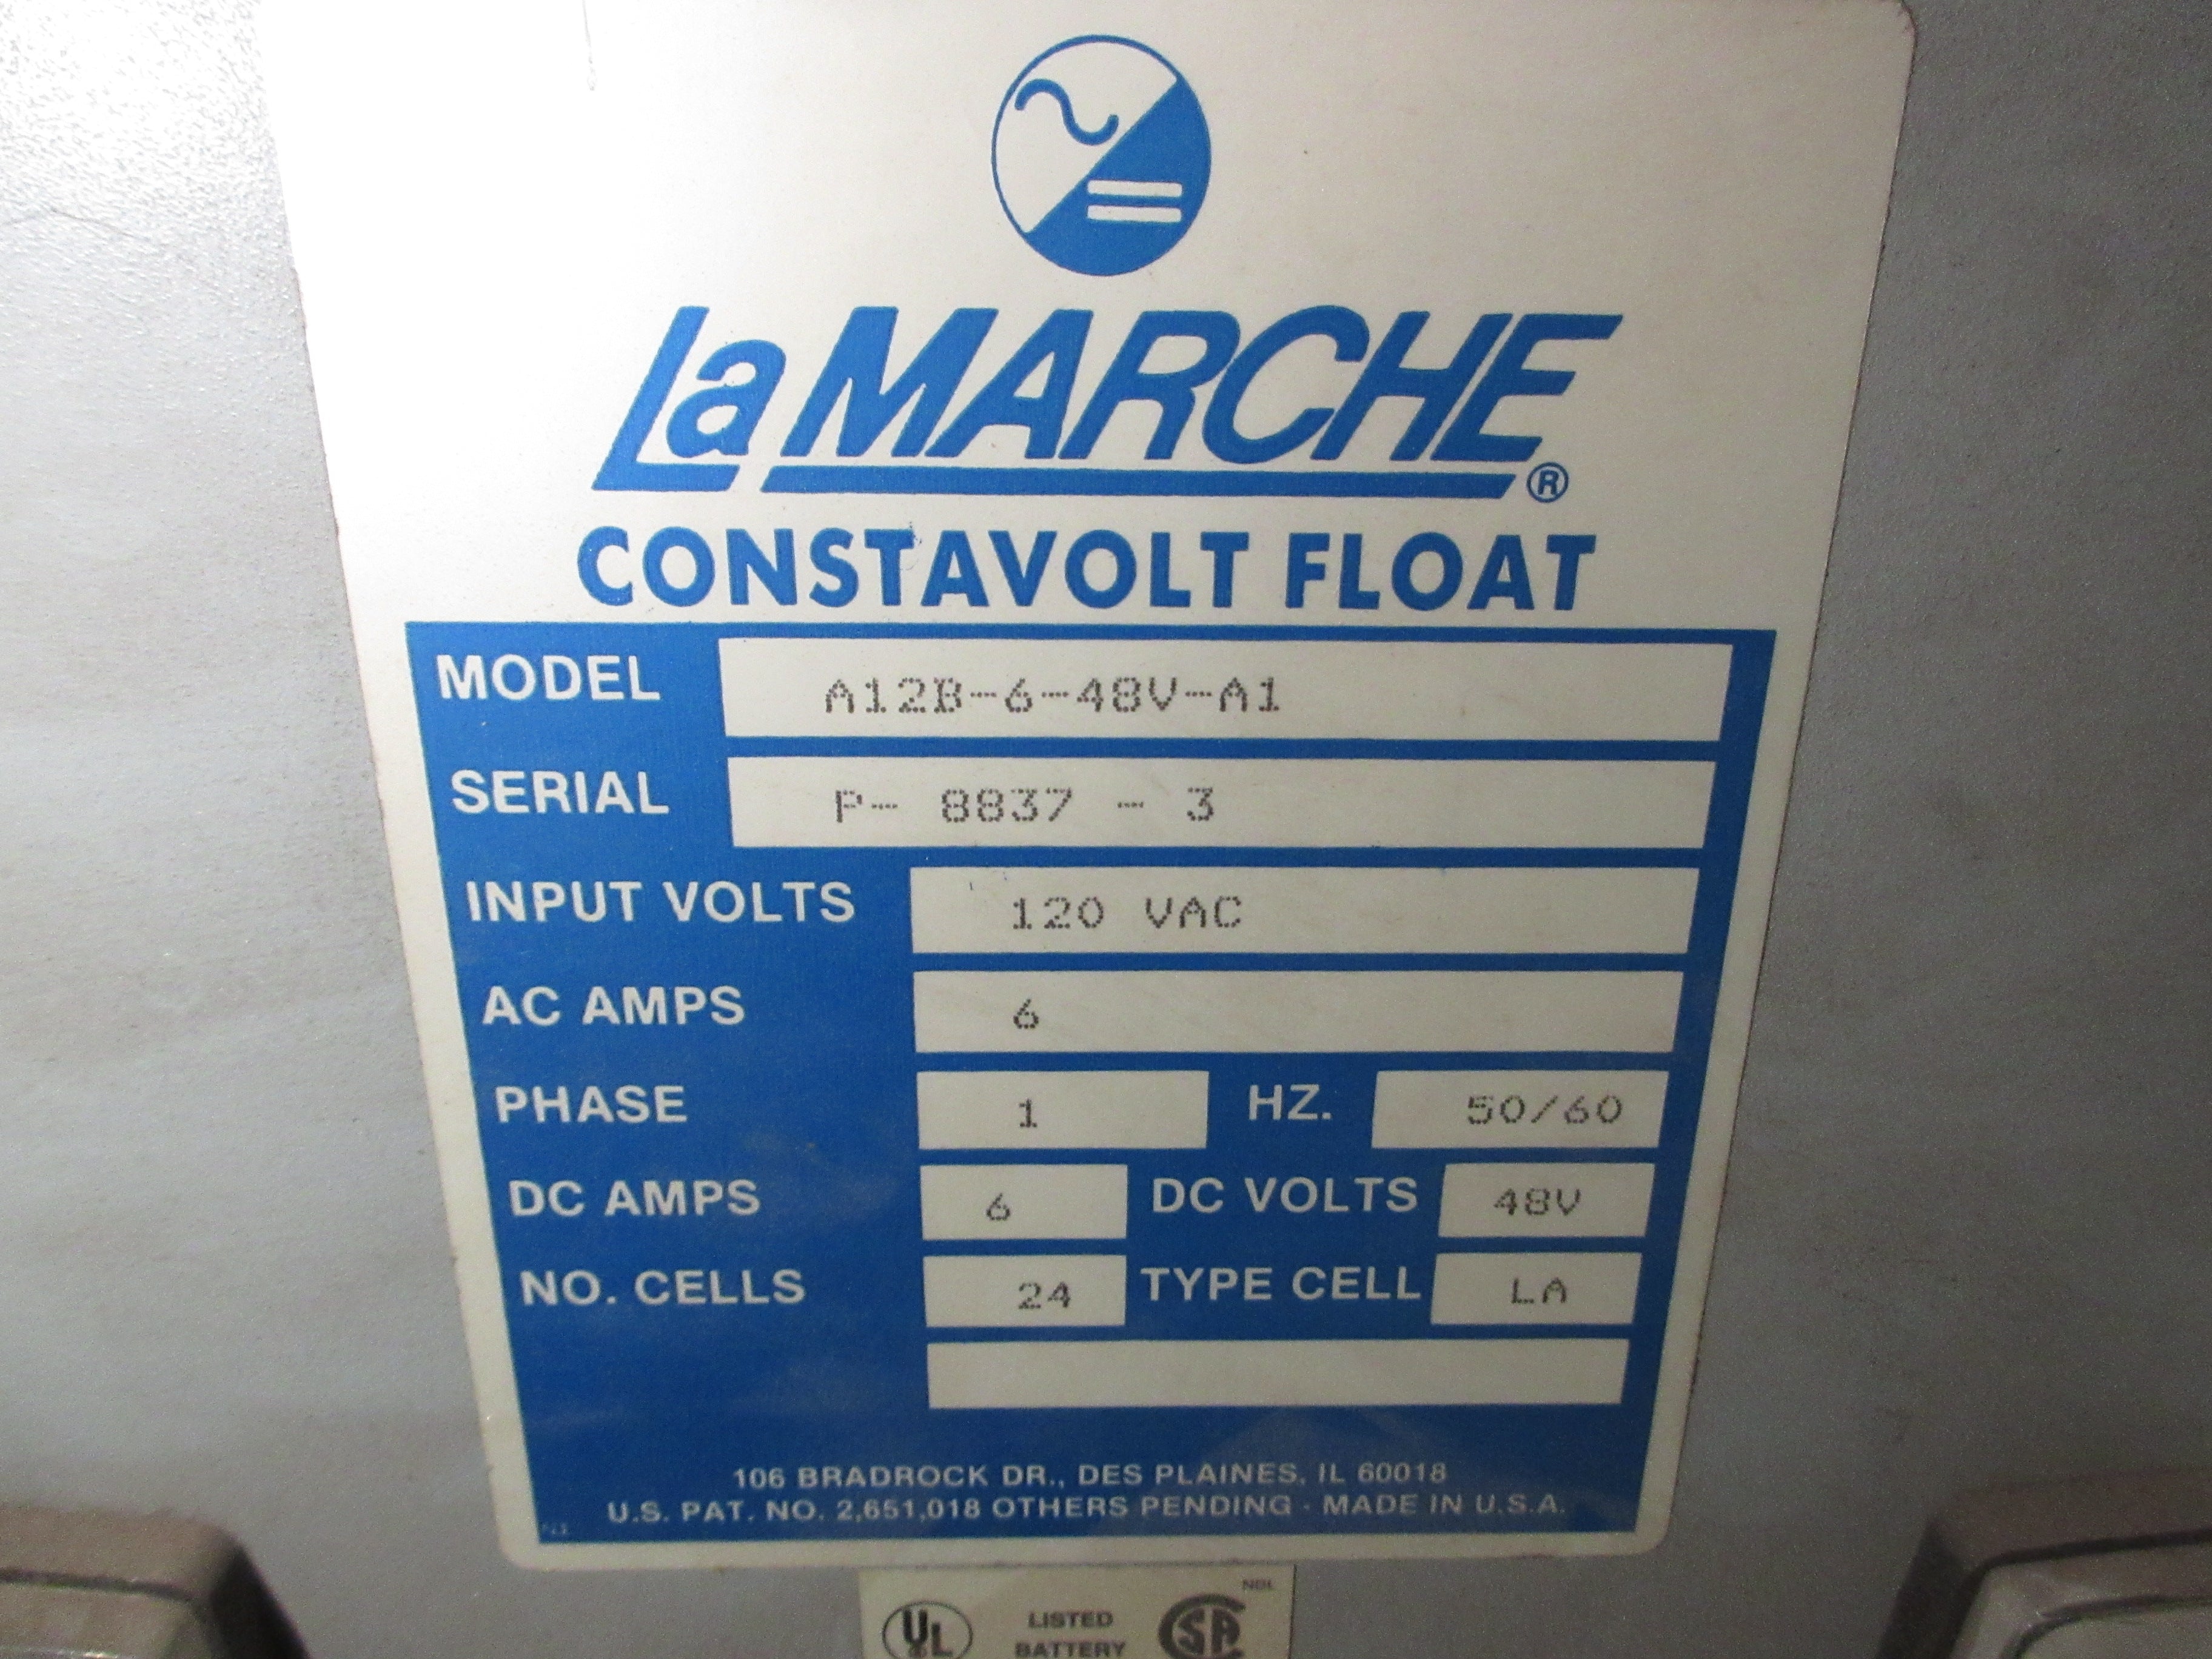 LaMARCHE®
CONSTAVOLT FLOAT
MODEL A12B-6-48V-A1
SERIAL P- 8837 - 3
INPUT VOLTS 120 VAC
AC AMPS 6
PHASE 1 HZ. 50/60
DC AMPS 6 DC VOLTS 48V
NO. CELLS 24 TYPE CELL LA
106 BRADROCK DR., DES PLAINES, IL 60018
U.S. PAT. NO. 2,651,018 OTHERS PENDING · MADE IN U.S.A.
UL LISTED SA
BATTERY